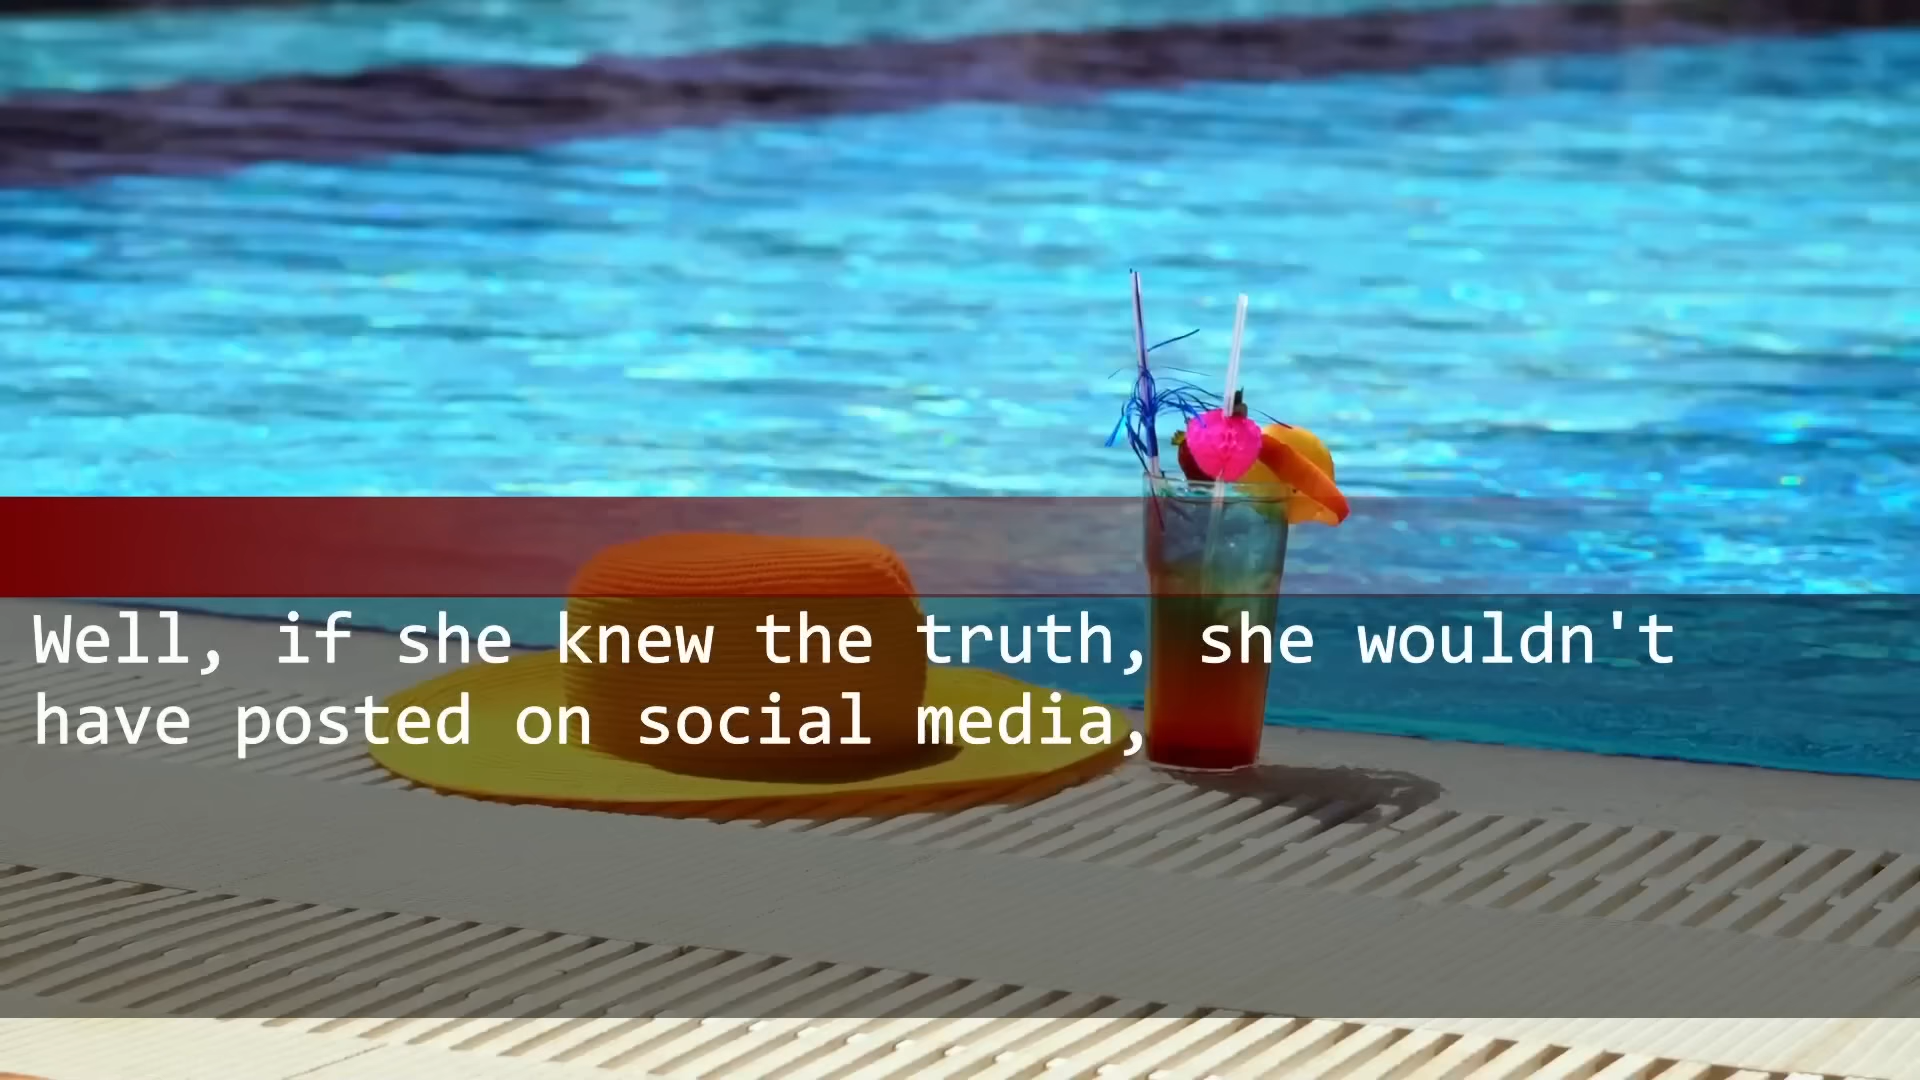 Well, if she knew the truth, she wouldn't
have posted on social media,